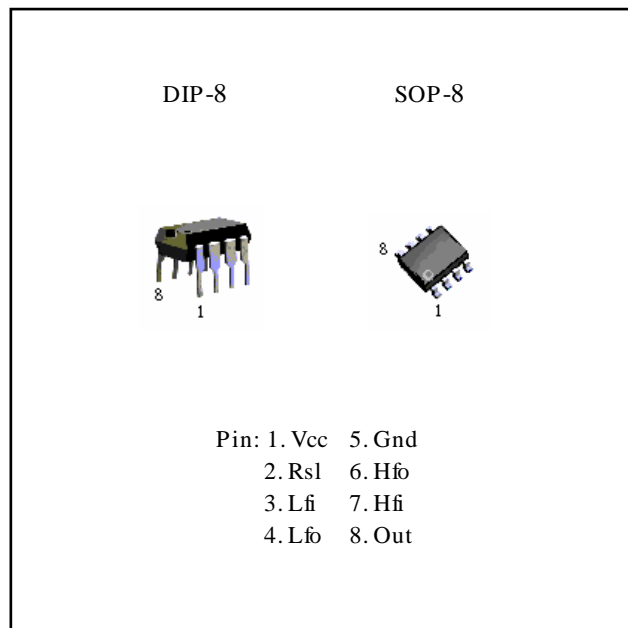 DIP-8 SOP-8
8
1
8
1
Pin: 1. Vcc 5. Gnd
2. Rsl 6. Hfo
3. Lfi 7. Hfi
4. Lfo 8. Out